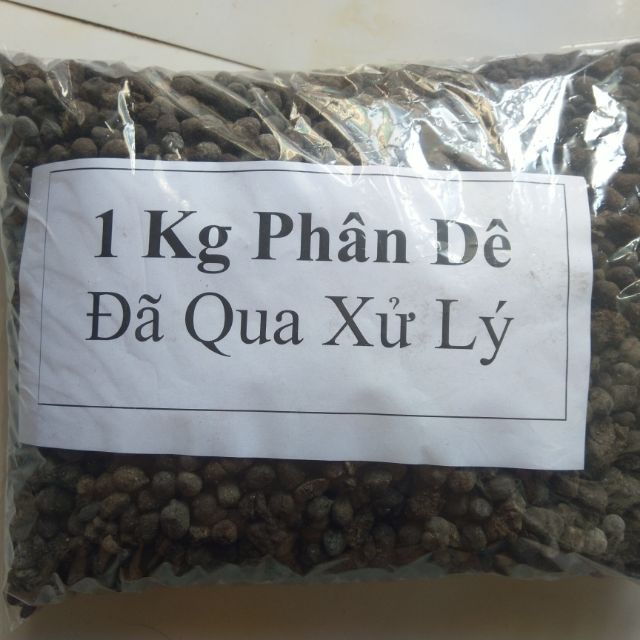 1 Kg Phân Dê
Đã Qua Xử Lý